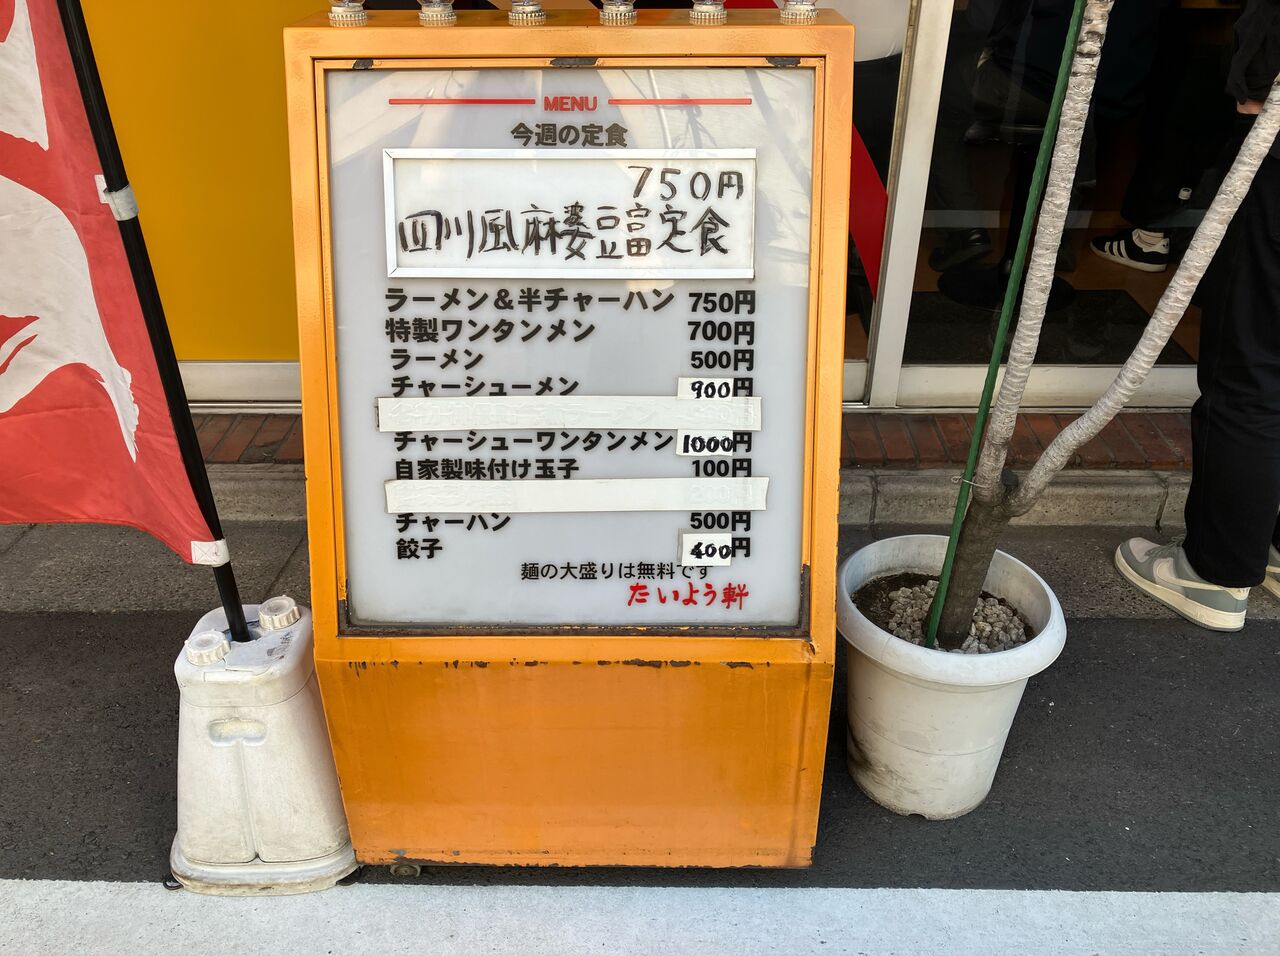 MENU
今週の定食
750円
四川風麻婆豆富定食
ラーメン&半チャーハン 750円
特製ワンタンメン 700円
ラーメン 500円
チャーシューメン 900円
チャーシューワンタンメン 1000円
自家製味付け玉子 100円
チャーハン 500円
餃子 400円
麺の大盛りは無料です
たいよう軒